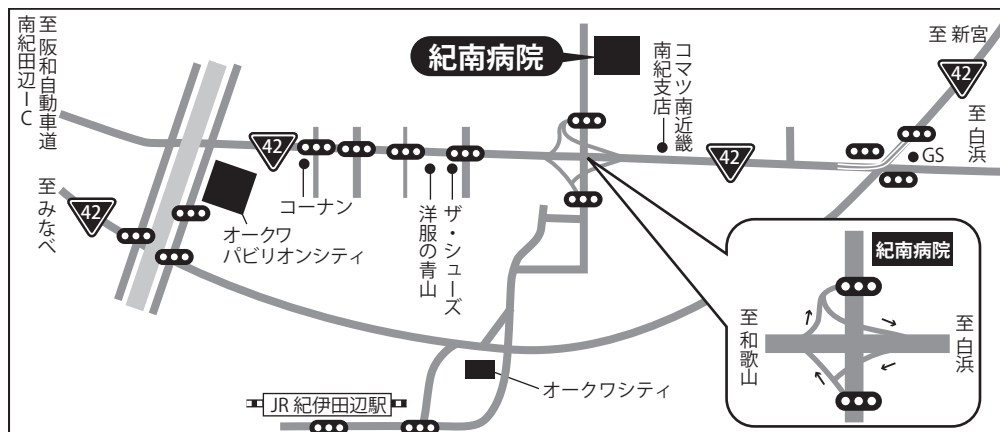 至 阪和自動車道
南紀田辺IC
至 みなべ
42
42
オークワ
パビリオンシティ
コーナン
洋服の青山
ザ・シューズ
紀南病院
コマツ南近畿
南紀支店
42
至 新宮
42
至 白浜
GS
JR 紀伊田辺駅
オークワシティ
紀南病院
至 和歌山
至 白浜